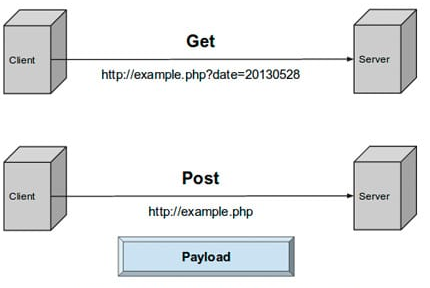 Get
Client
Server
http://example.php?date=20130528
Post
Client
Server
http://example.php
Payload